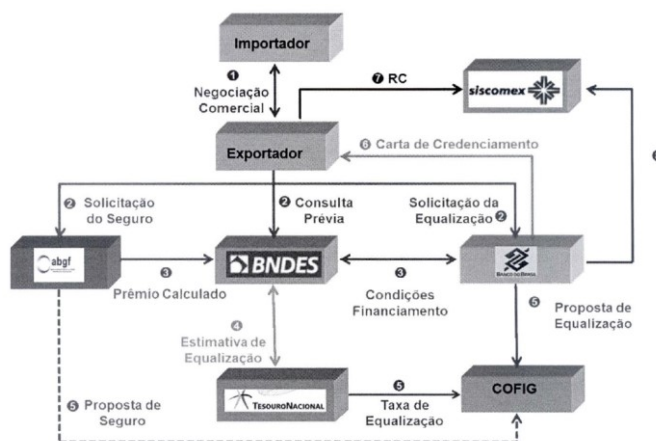 Importador
❶
Negociação
Comercial
❼ RC
siscomex
Exportador
❻ Carta de Credenciamento
❷ Solicitação
do Seguro
❷ Consulta
Prévia
Solicitação da
Equalização ❷
abgf
BNDES
BANCO DO BRASIL
❸
Prêmio Calculado
❸
Condições
Financiamento
❺ Proposta de
Equalização
❹
Estimativa de
Equalização
TESOURONACIONAL
❺
Taxa de
Equalização
COFIG
❺ Proposta de
Seguro